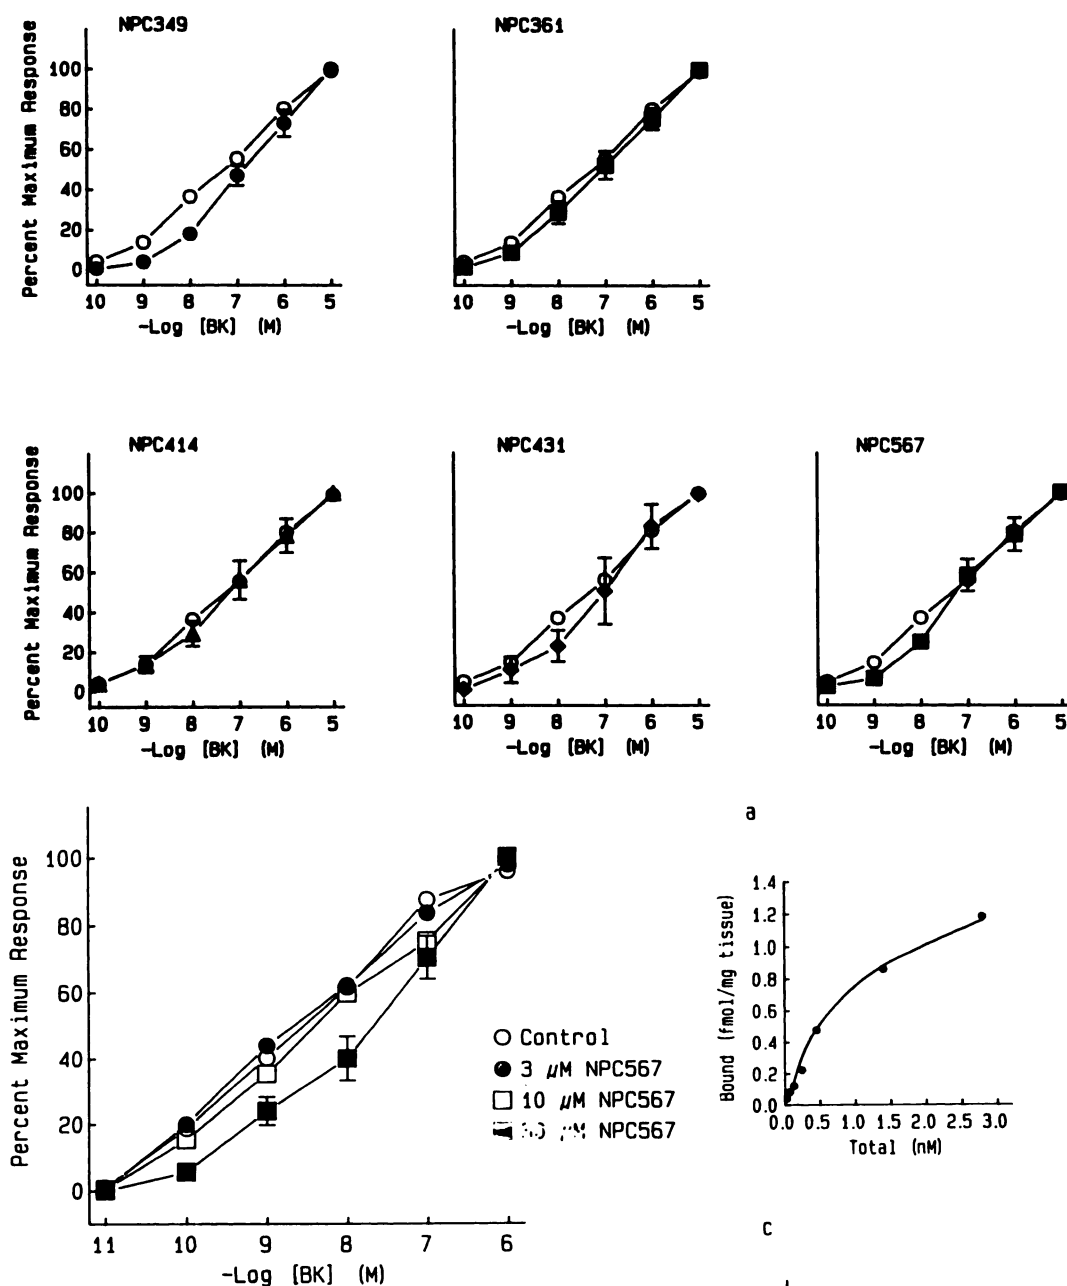 NPC349
NPC361
Percent Maximum Response
100
80
60
40
20
0
10 9 8 7 6 5
-Log [BK] (M)
10 9 8 7 6 5
-Log [BK] (M)
NPC414
NPC431
NPC567
Percent Maximum Response
100
80
60
40
20
0
10 9 8 7 6 5
-Log [BK] (M)
10 9 8 7 6 5
-Log [BK] (M)
10 9 8 7 6 5
-Log [BK] (M)
Percent Maximum Response
100
80
60
40
20
0
11 10 9 8 7 6
-Log [BK] (M)
Control
3 µM NPC567
10 µM NPC567
µM NPC567
a
Bound (fmol/mg tissue)
1.4
1.2
1.0
0.8
0.6
0.4
0.2
0.0
0.0 0.5 1.0 1.5 2.0 2.5 3.0
Total (nM)
C